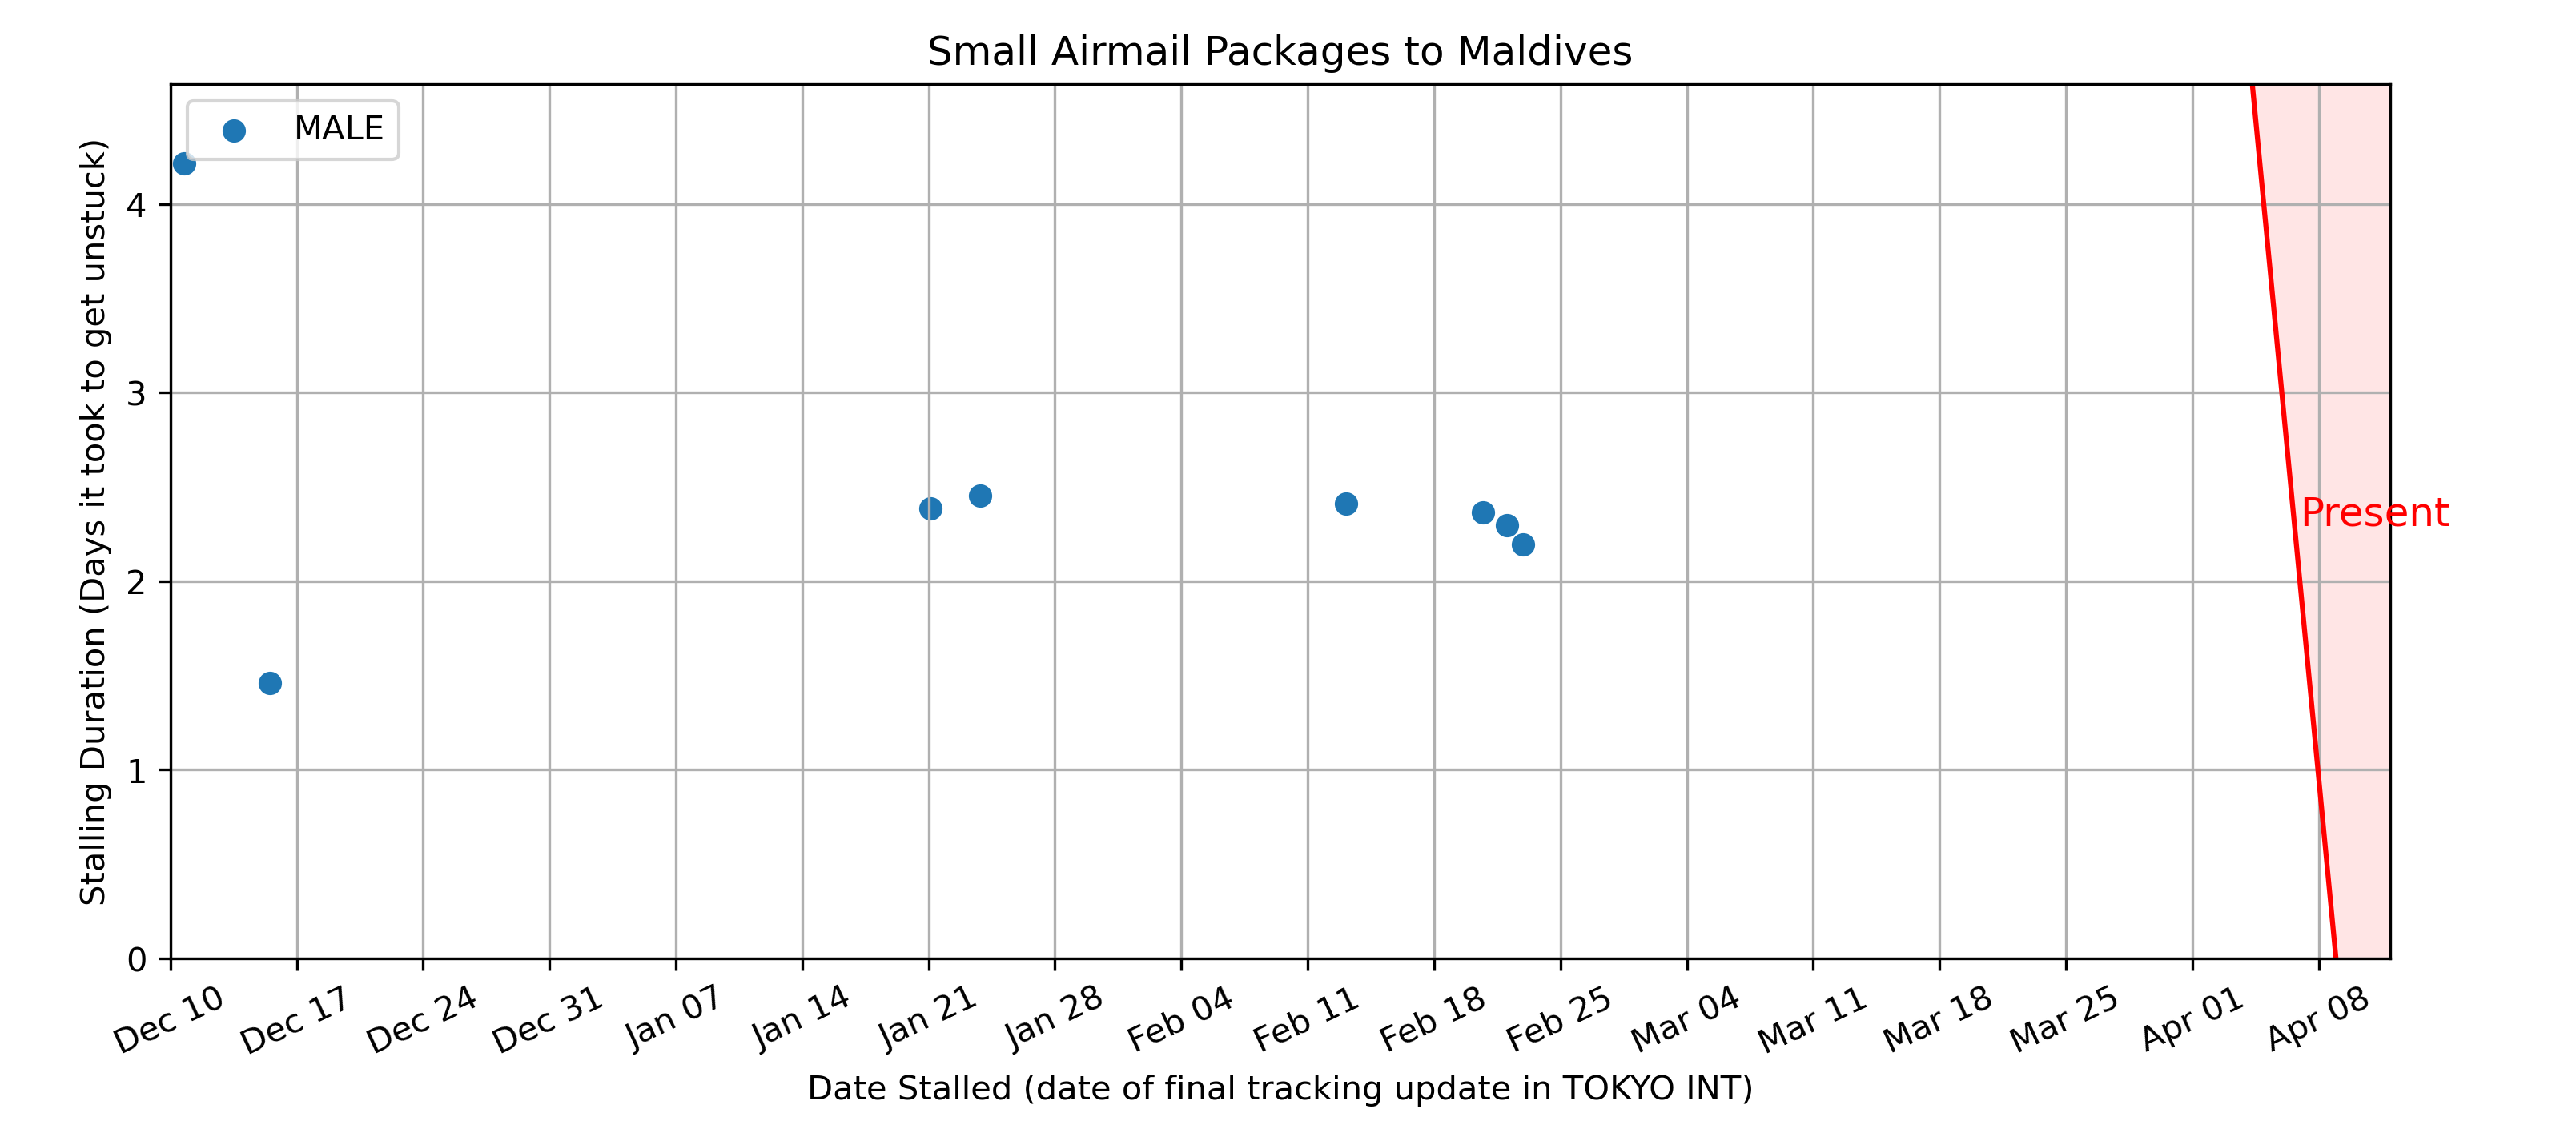 Small Airmail Packages to Maldives
MALE
Stalling Duration (Days it took to get unstuck)
4
3
2
1
0
Present
Dec 10
Dec 17
Dec 24
Dec 31
Jan 07
Jan 14
Jan 21
Jan 28
Feb 04
Feb 11
Feb 18
Feb 25
Mar 04
Mar 11
Mar 18
Mar 25
Apr 01
Apr 08
Date Stalled (date of final tracking update in TOKYO INT)